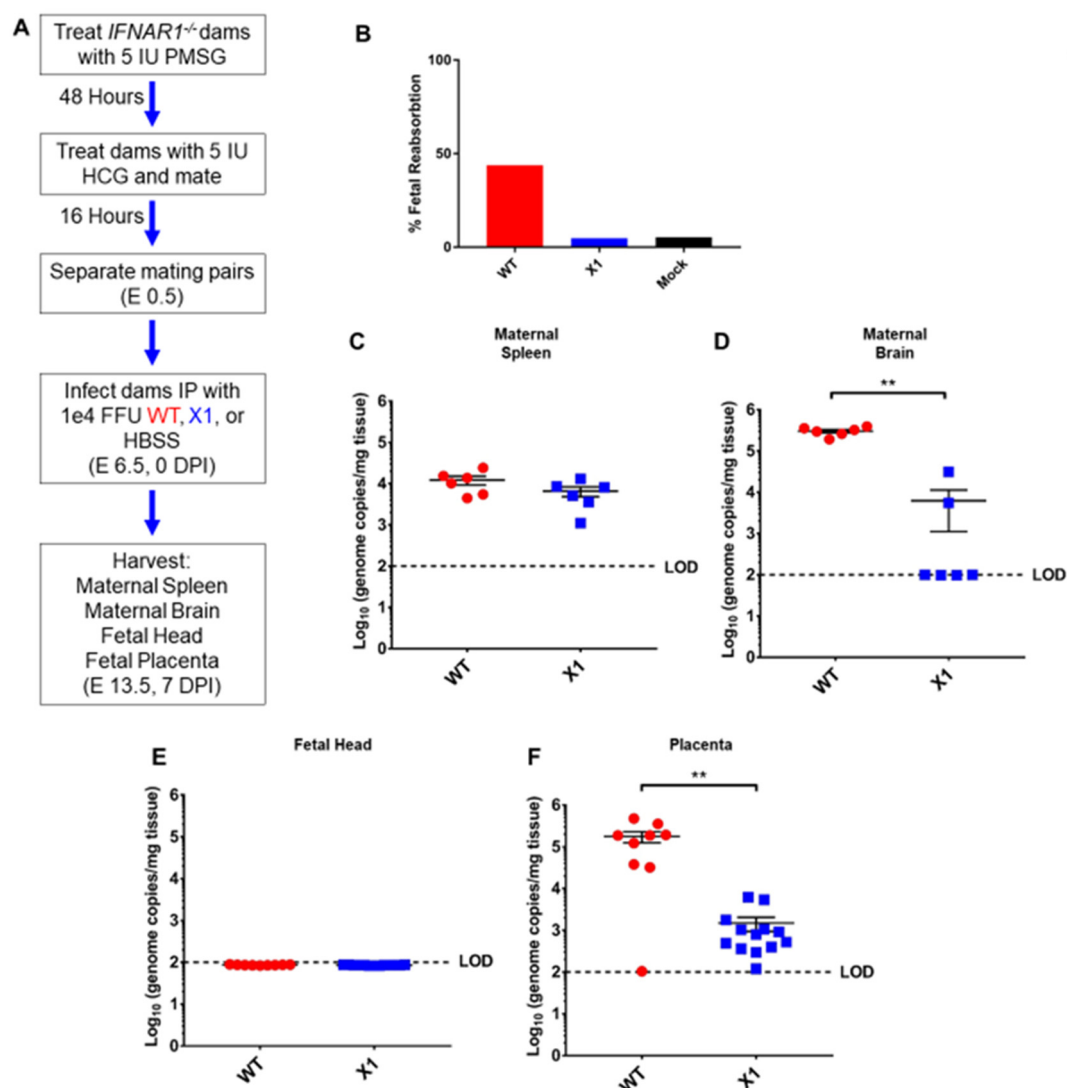 A
Treat IFNAR1-/- dams
with 5 IU PMSG
48 Hours
Treat dams with 5 IU
HCG and mate
16 Hours
Separate mating pairs
(E 0.5)
Infect dams IP with
1e4 FFU WT, X1, or
HBSS
(E 6.5, 0 DPI)
Harvest:
Maternal Spleen
Maternal Brain
Fetal Head
Fetal Placenta
(E 13.5, 7 DPI)
B
% Fetal Reabsorbtion
100
50
0
WT
X1
Mock
C
Maternal
Spleen
Log10 (genome copies/mg tissue)
6
5
4
3
2
1
0
LOD
WT
X1
D
Maternal
Brain
**
Log10 (genome copies/mg tissue)
6
5
4
3
2
1
0
LOD
WT
X1
E
Fetal Head
Log10 (genome copies/mg tissue)
6
5
4
3
2
1
0
LOD
WT
X1
F
Placenta
**
Log10 (genome copies/mg tissue)
6
5
4
3
2
1
0
LOD
WT
X1